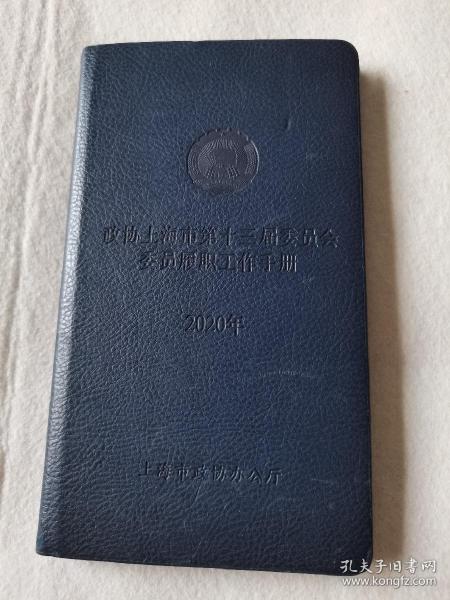 政协上海市第十三届委员会
委员履职工作手册
2020年
上海市政协办公厅
孔夫子旧书网
www.kongfz.com